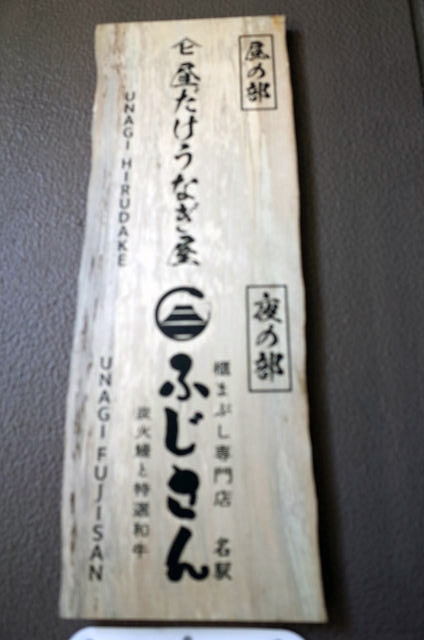 昼の部
昼だけうなぎ屋
UNAGI HIRUDAKE
夜の部
櫃まぶし専門店 名駅
ふじさん
炭火鰻と特選和牛
UNAGI FUJISAN